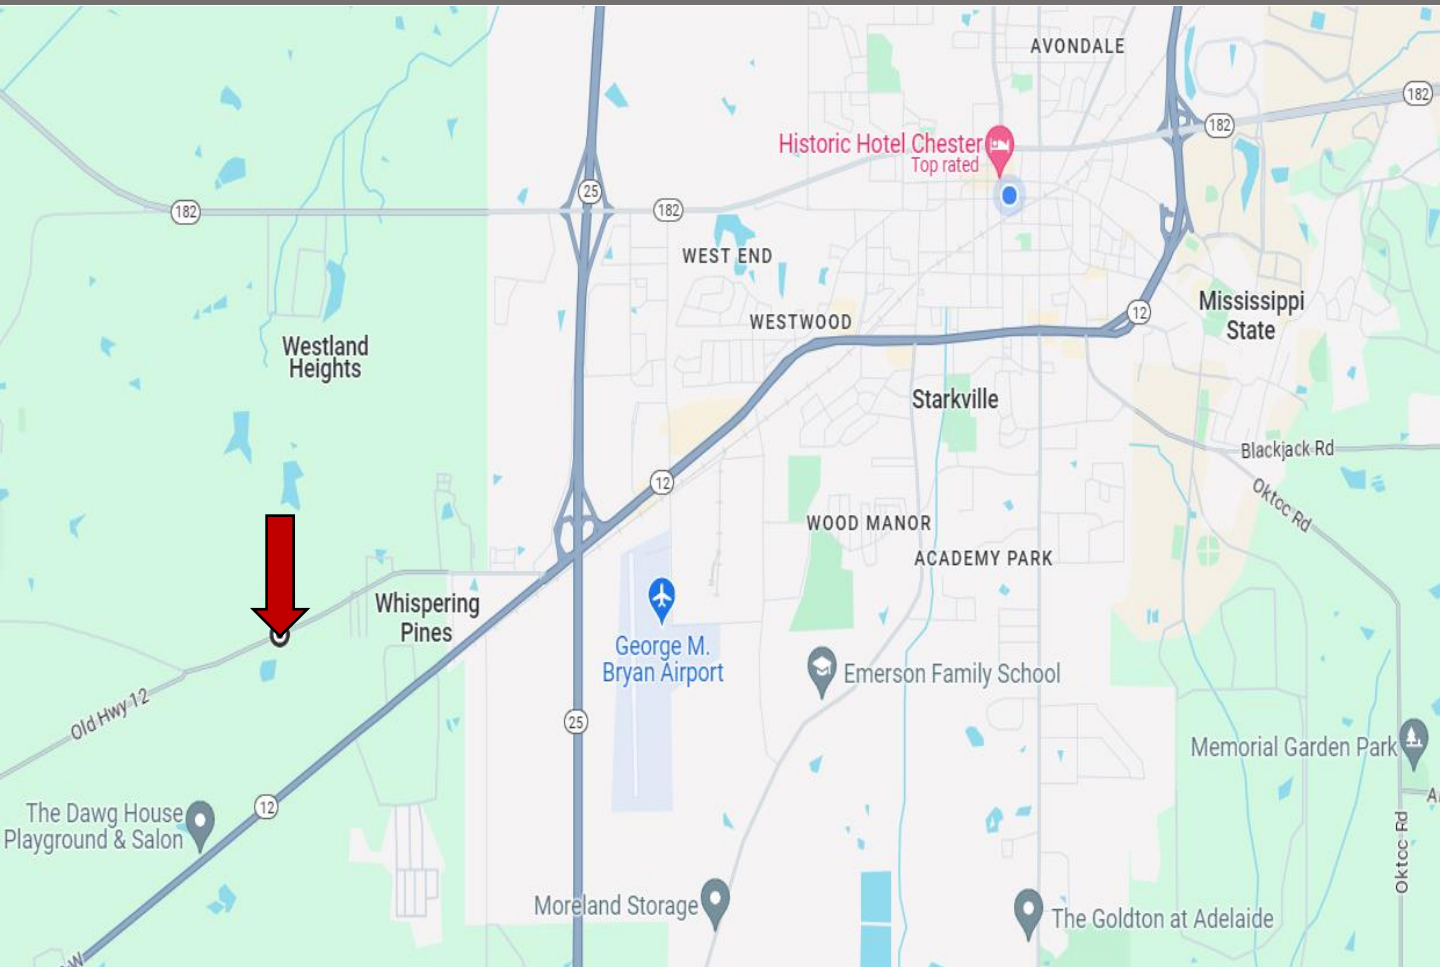 AVONDALE
182
182
Historic Hotel Chester
Top rated
25
182
182
WEST END
Mississippi
State
12
WESTWOOD
Westland
Heights
Starkville
Blackjack Rd
12
Oktoc Rd
WOOD MANOR
ACADEMY PARK
Whispering
Pines
George M.
Bryan Airport
Emerson Family School
Old Hwy 12
25
Memorial Garden Park
12
The Dawg House
Playground & Salon
Oktoc Rd
Moreland Storage
The Goldton at Adelaide